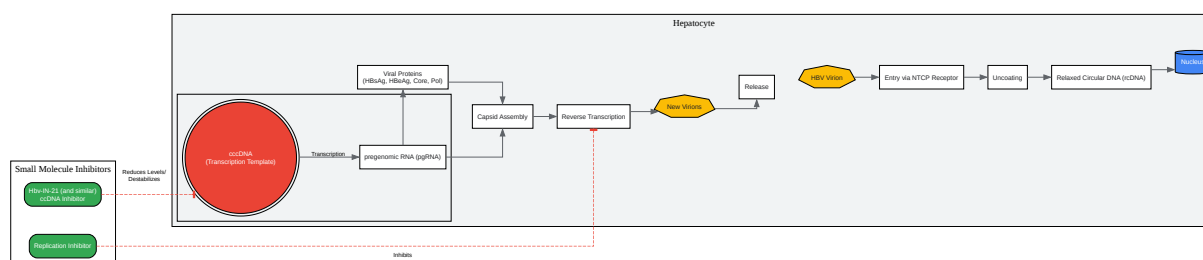 Hepatocyte
Nucleus
HBV Virion
Entry via NTCP Receptor
Uncoating
Relaxed Circular DNA (rcDNA)
Viral Proteins
(HBsAg, HBeAg, Core, Pol)
Release
New Virions
Capsid Assembly
Reverse Transcription
cccDNA
(Transcription Template)
Transcription
pregenomic RNA (pgRNA)
Small Molecule Inhibitors
Reduces Levels/
Destabilizes
Hbv-IN-21 (and similar)
ccDNA Inhibitor
Replication Inhibitor
Inhibits